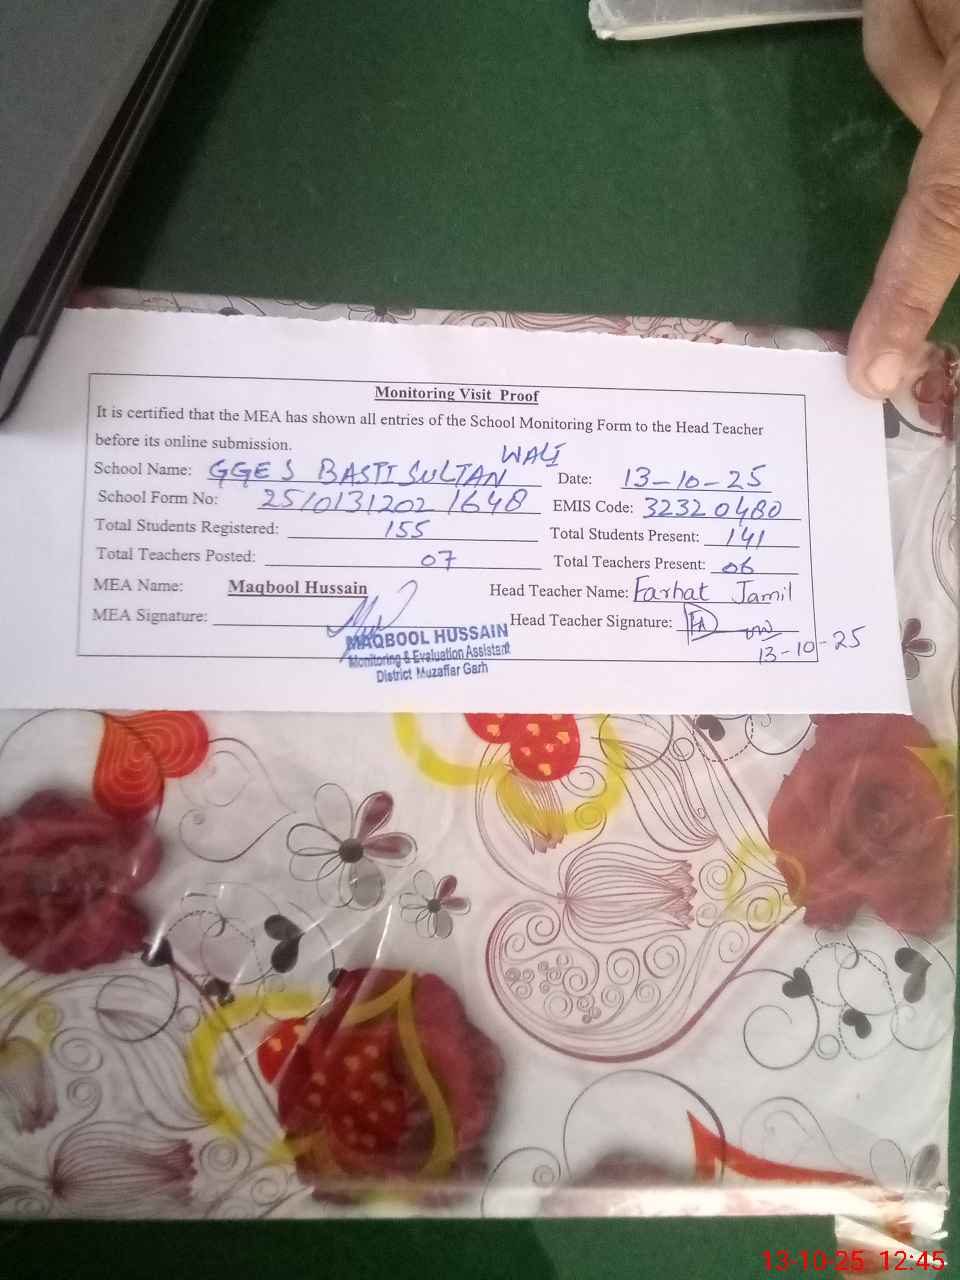 Monitoring Visit Proof
It is certified that the MEA has shown all entries of the School Monitoring Form to the Head Teacher
before its online submission.
School Name: GGES BASTI SULTAN WALI Date: 13-10-25
School Form No: 25/0131202 1648 EMIS Code: 32320480
Total Students Registered: 155 Total Students Present: 141
Total Teachers Posted: 07 Total Teachers Present: 06
MEA Name: Maqbool Hussain Head Teacher Name: Farhat Jamil
MEA Signature: Head Teacher Signature:
13-10-25
MAQBOOL HUSSAIN
Monitoring & Evaluation Assistant
District Muzaffar Garh
13-10-25 12:45